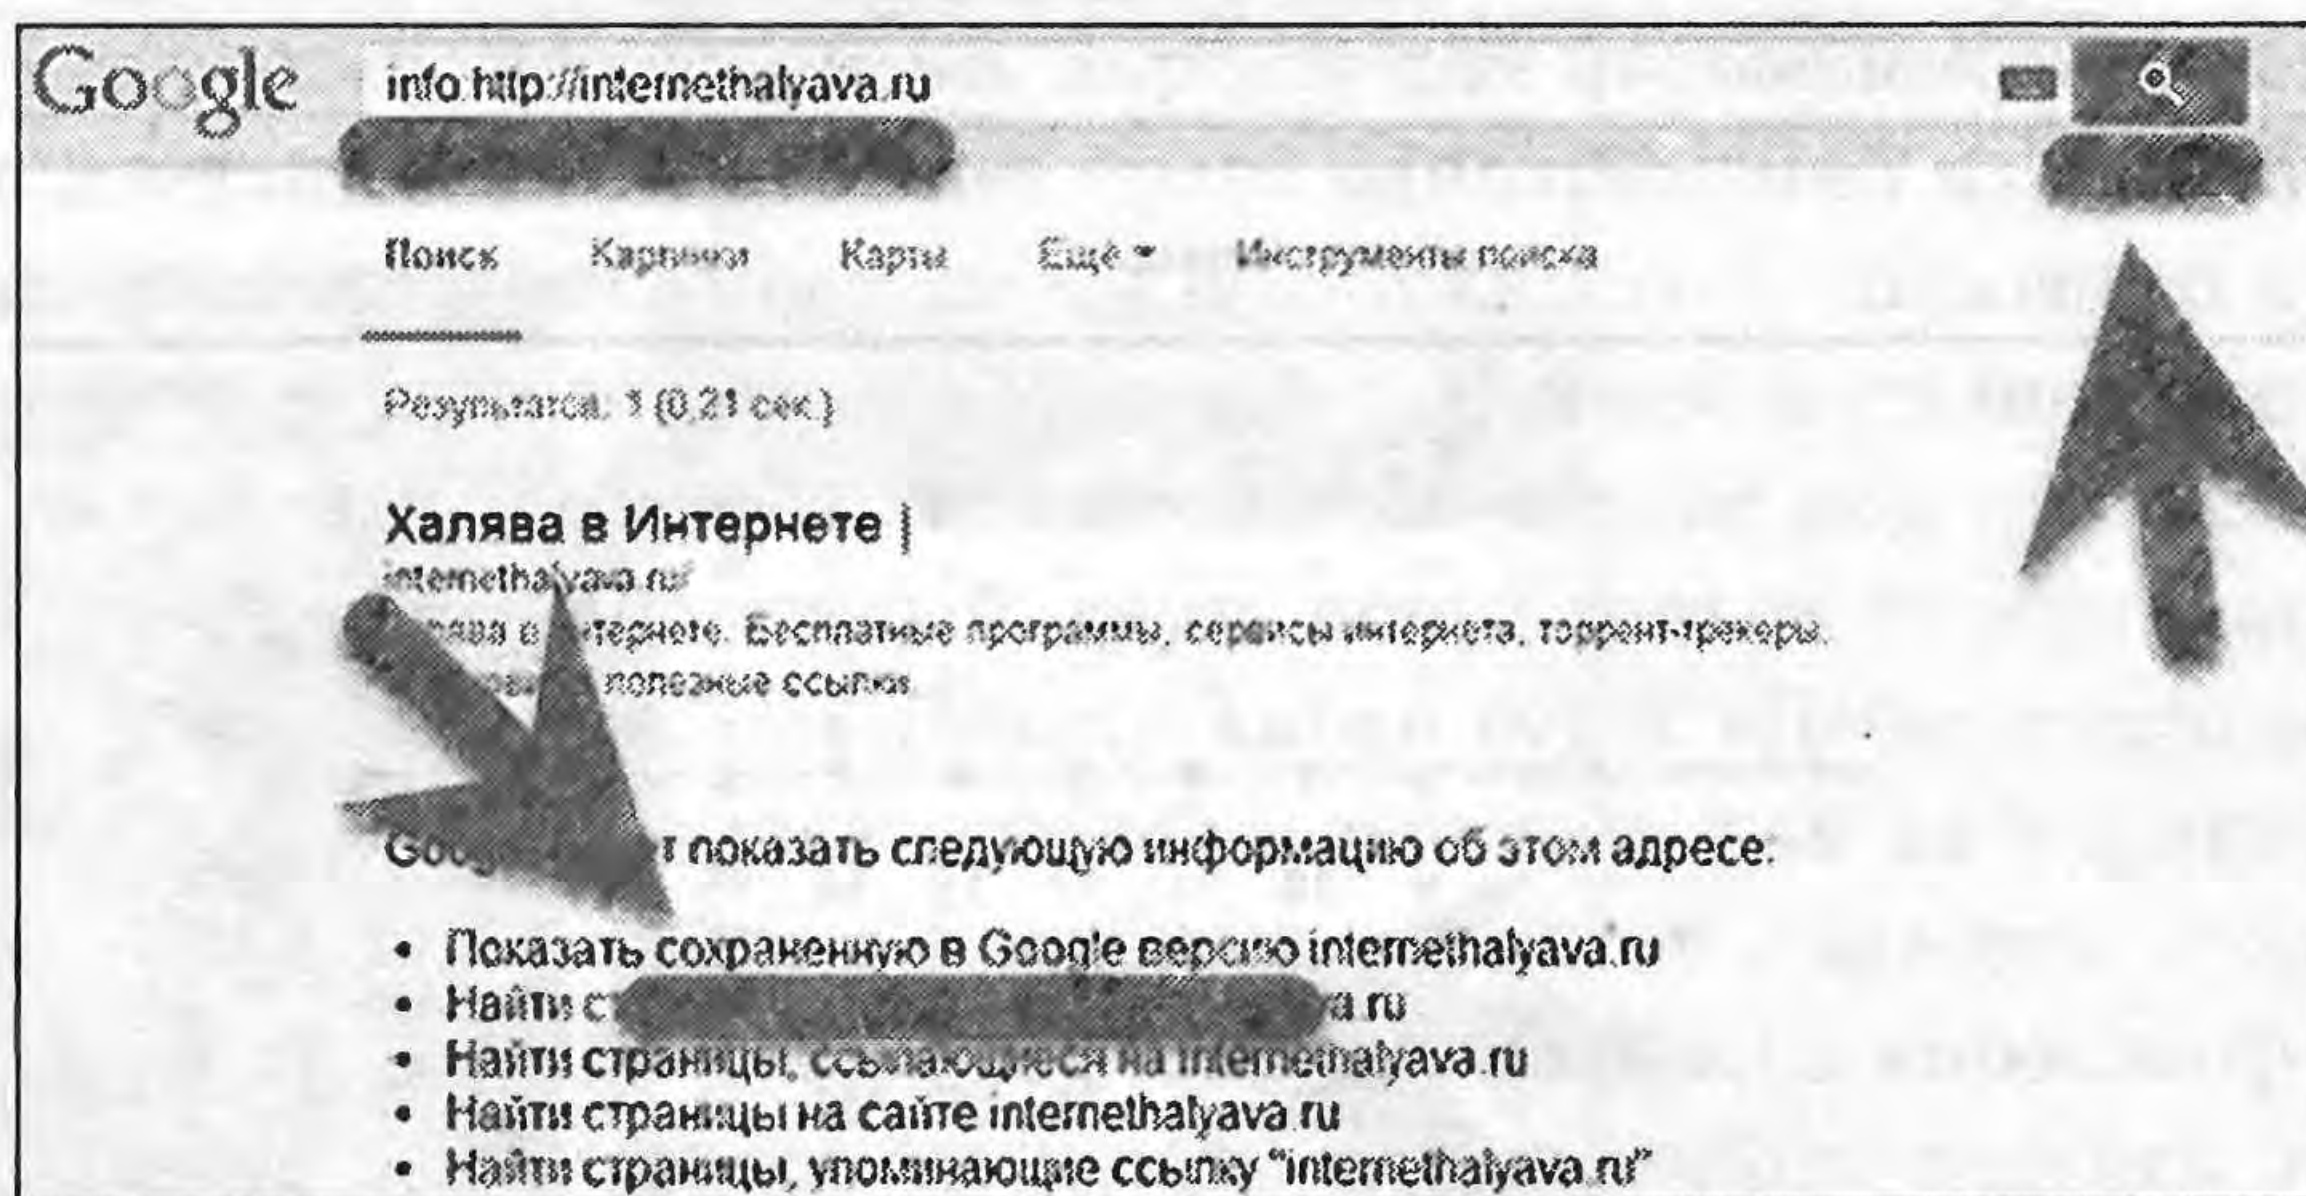 Google info:http://internethalyava.ru
Поиск Картинки Карты Ещё Инструменты поиска
Результатов: 1 (0,21 сек.)
Халява в Интернете |
internethalyava.ru/
Интернете. Бесплатные программы, сервисы интернета, торрент-трекеры.
полезные ссылки.
Google показать следующую информацию об этом адресе:
• Показать сохраненную в Google версию internethalyava.ru
• Найти
• Найти страницы, ссылающиеся на internethalyava.ru
• Найти страницы на сайте internethalyava.ru
• Найти страницы, упоминающие ссылку "internethalyava.ru"